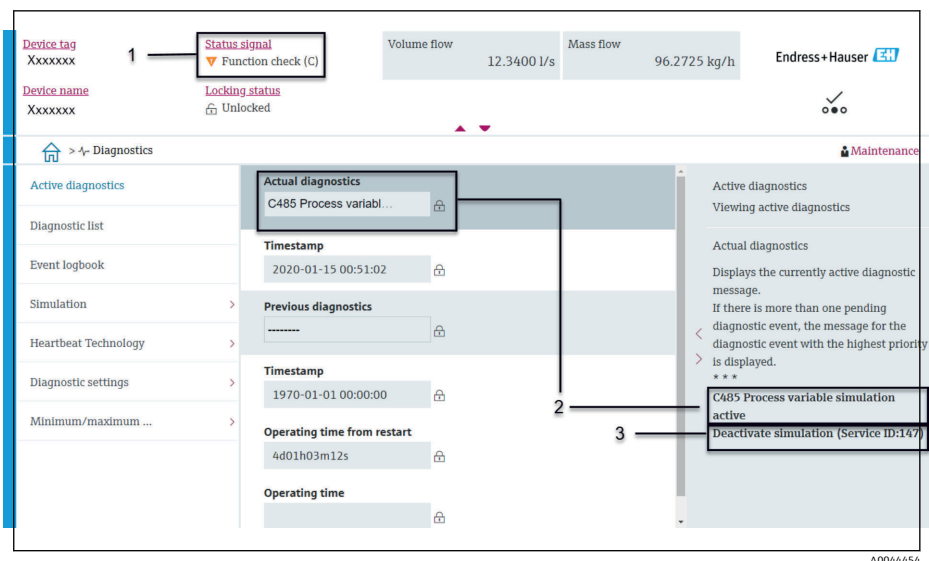 Device tag
Xxxxxxx
1
Status signal
Function check (C)
Volume flow
12.3400 l/s
Mass flow
96.2725 kg/h
Endress+Hauser EH
Device name
Xxxxxxx
Locking status
Unlocked
> Diagnostics
Maintenance
Active diagnostics
Diagnostic list
Event logbook
Simulation >
Heartbeat Technology >
Diagnostic settings >
Minimum/maximum ... >
Actual diagnostics
C485 Process variabl...
Timestamp
2020-01-15 00:51:02
Previous diagnostics
--------
Timestamp
1970-01-01 00:00:00
Operating time from restart
4d01h03m12s
Operating time
2
3
Active diagnostics
Viewing active diagnostics
Actual diagnostics
Displays the currently active diagnostic
message.
If there is more than one pending
diagnostic event, the message for the
diagnostic event with the highest priority
is displayed.
* * *
C485 Process variable simulation
active
Deactivate simulation (Service ID:147)
A0044454